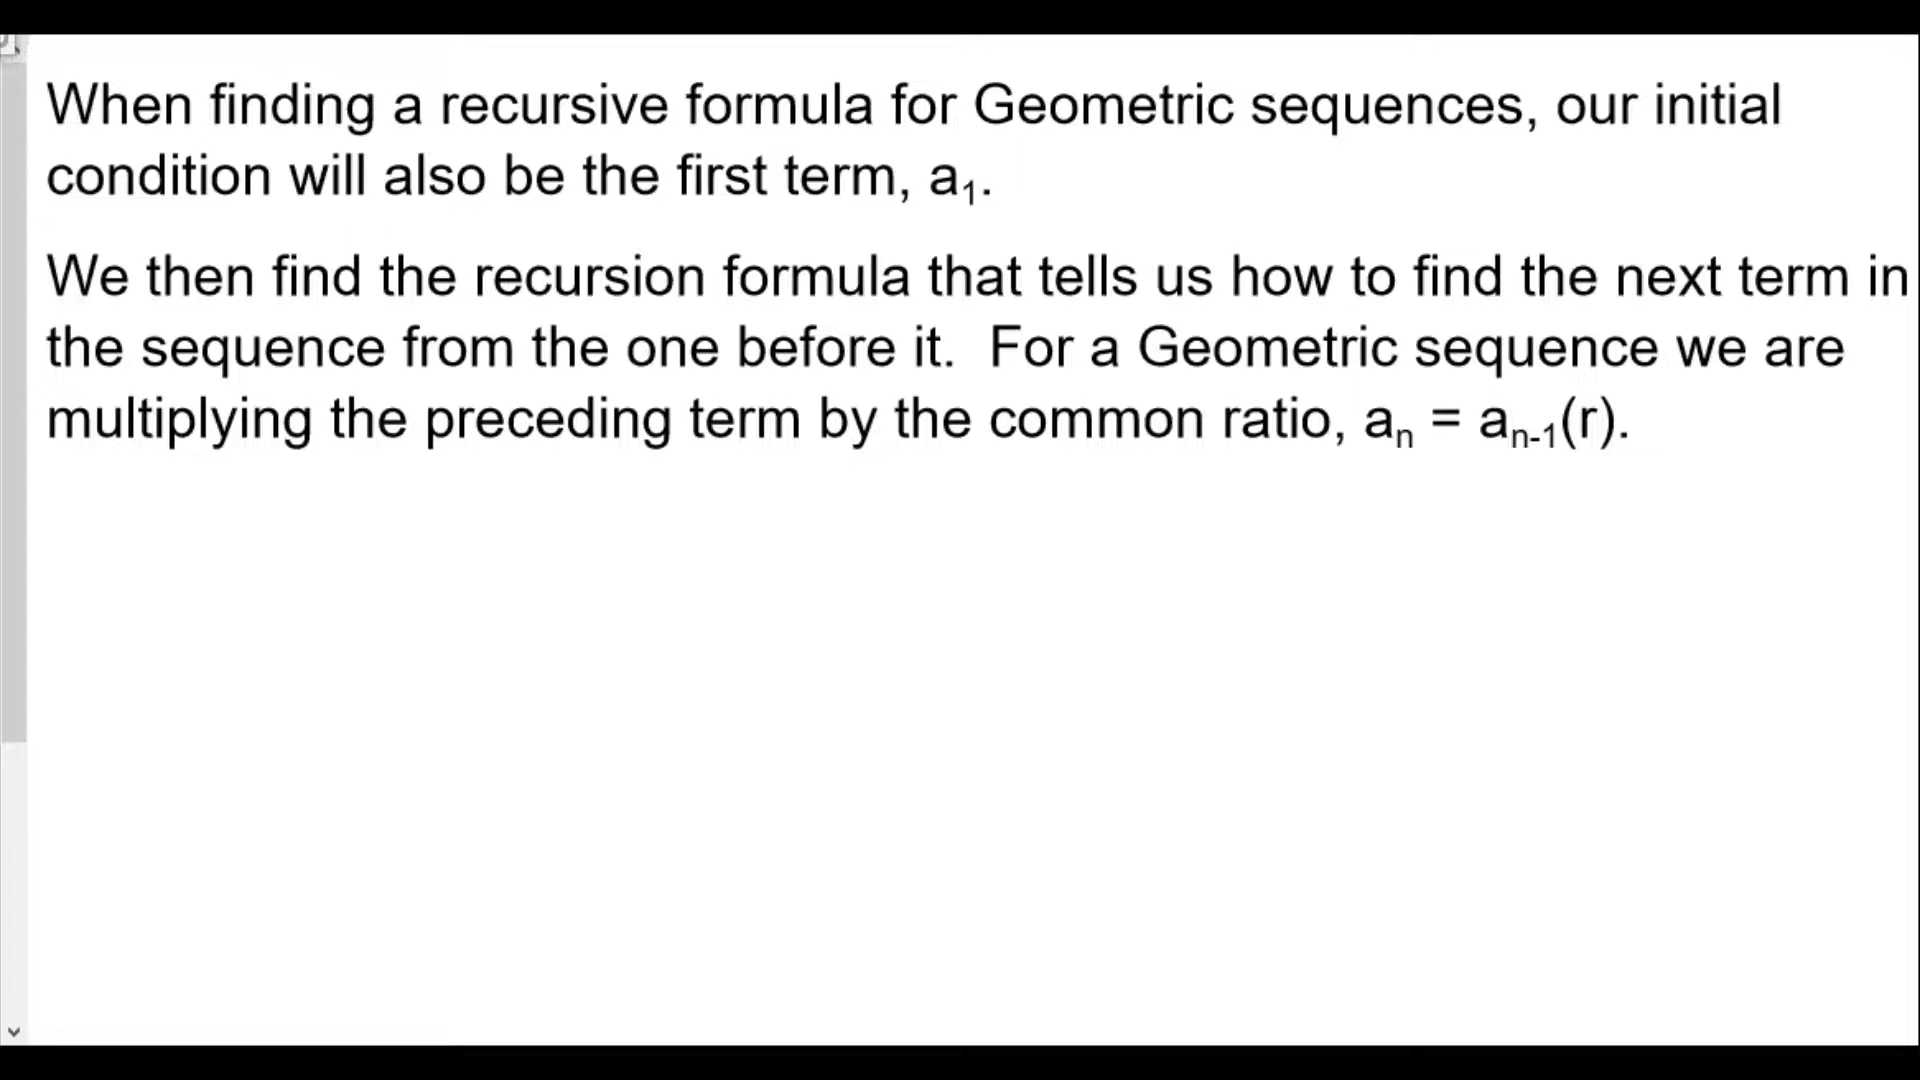 When finding a recursive formula for Geometric sequences, our initial
condition will also be the first term, a₁.
We then find the recursion formula that tells us how to find the next term in
the sequence from the one before it.  For a Geometric sequence we are
multiplying the preceding term by the common ratio, aₙ = aₙ₋₁(r).